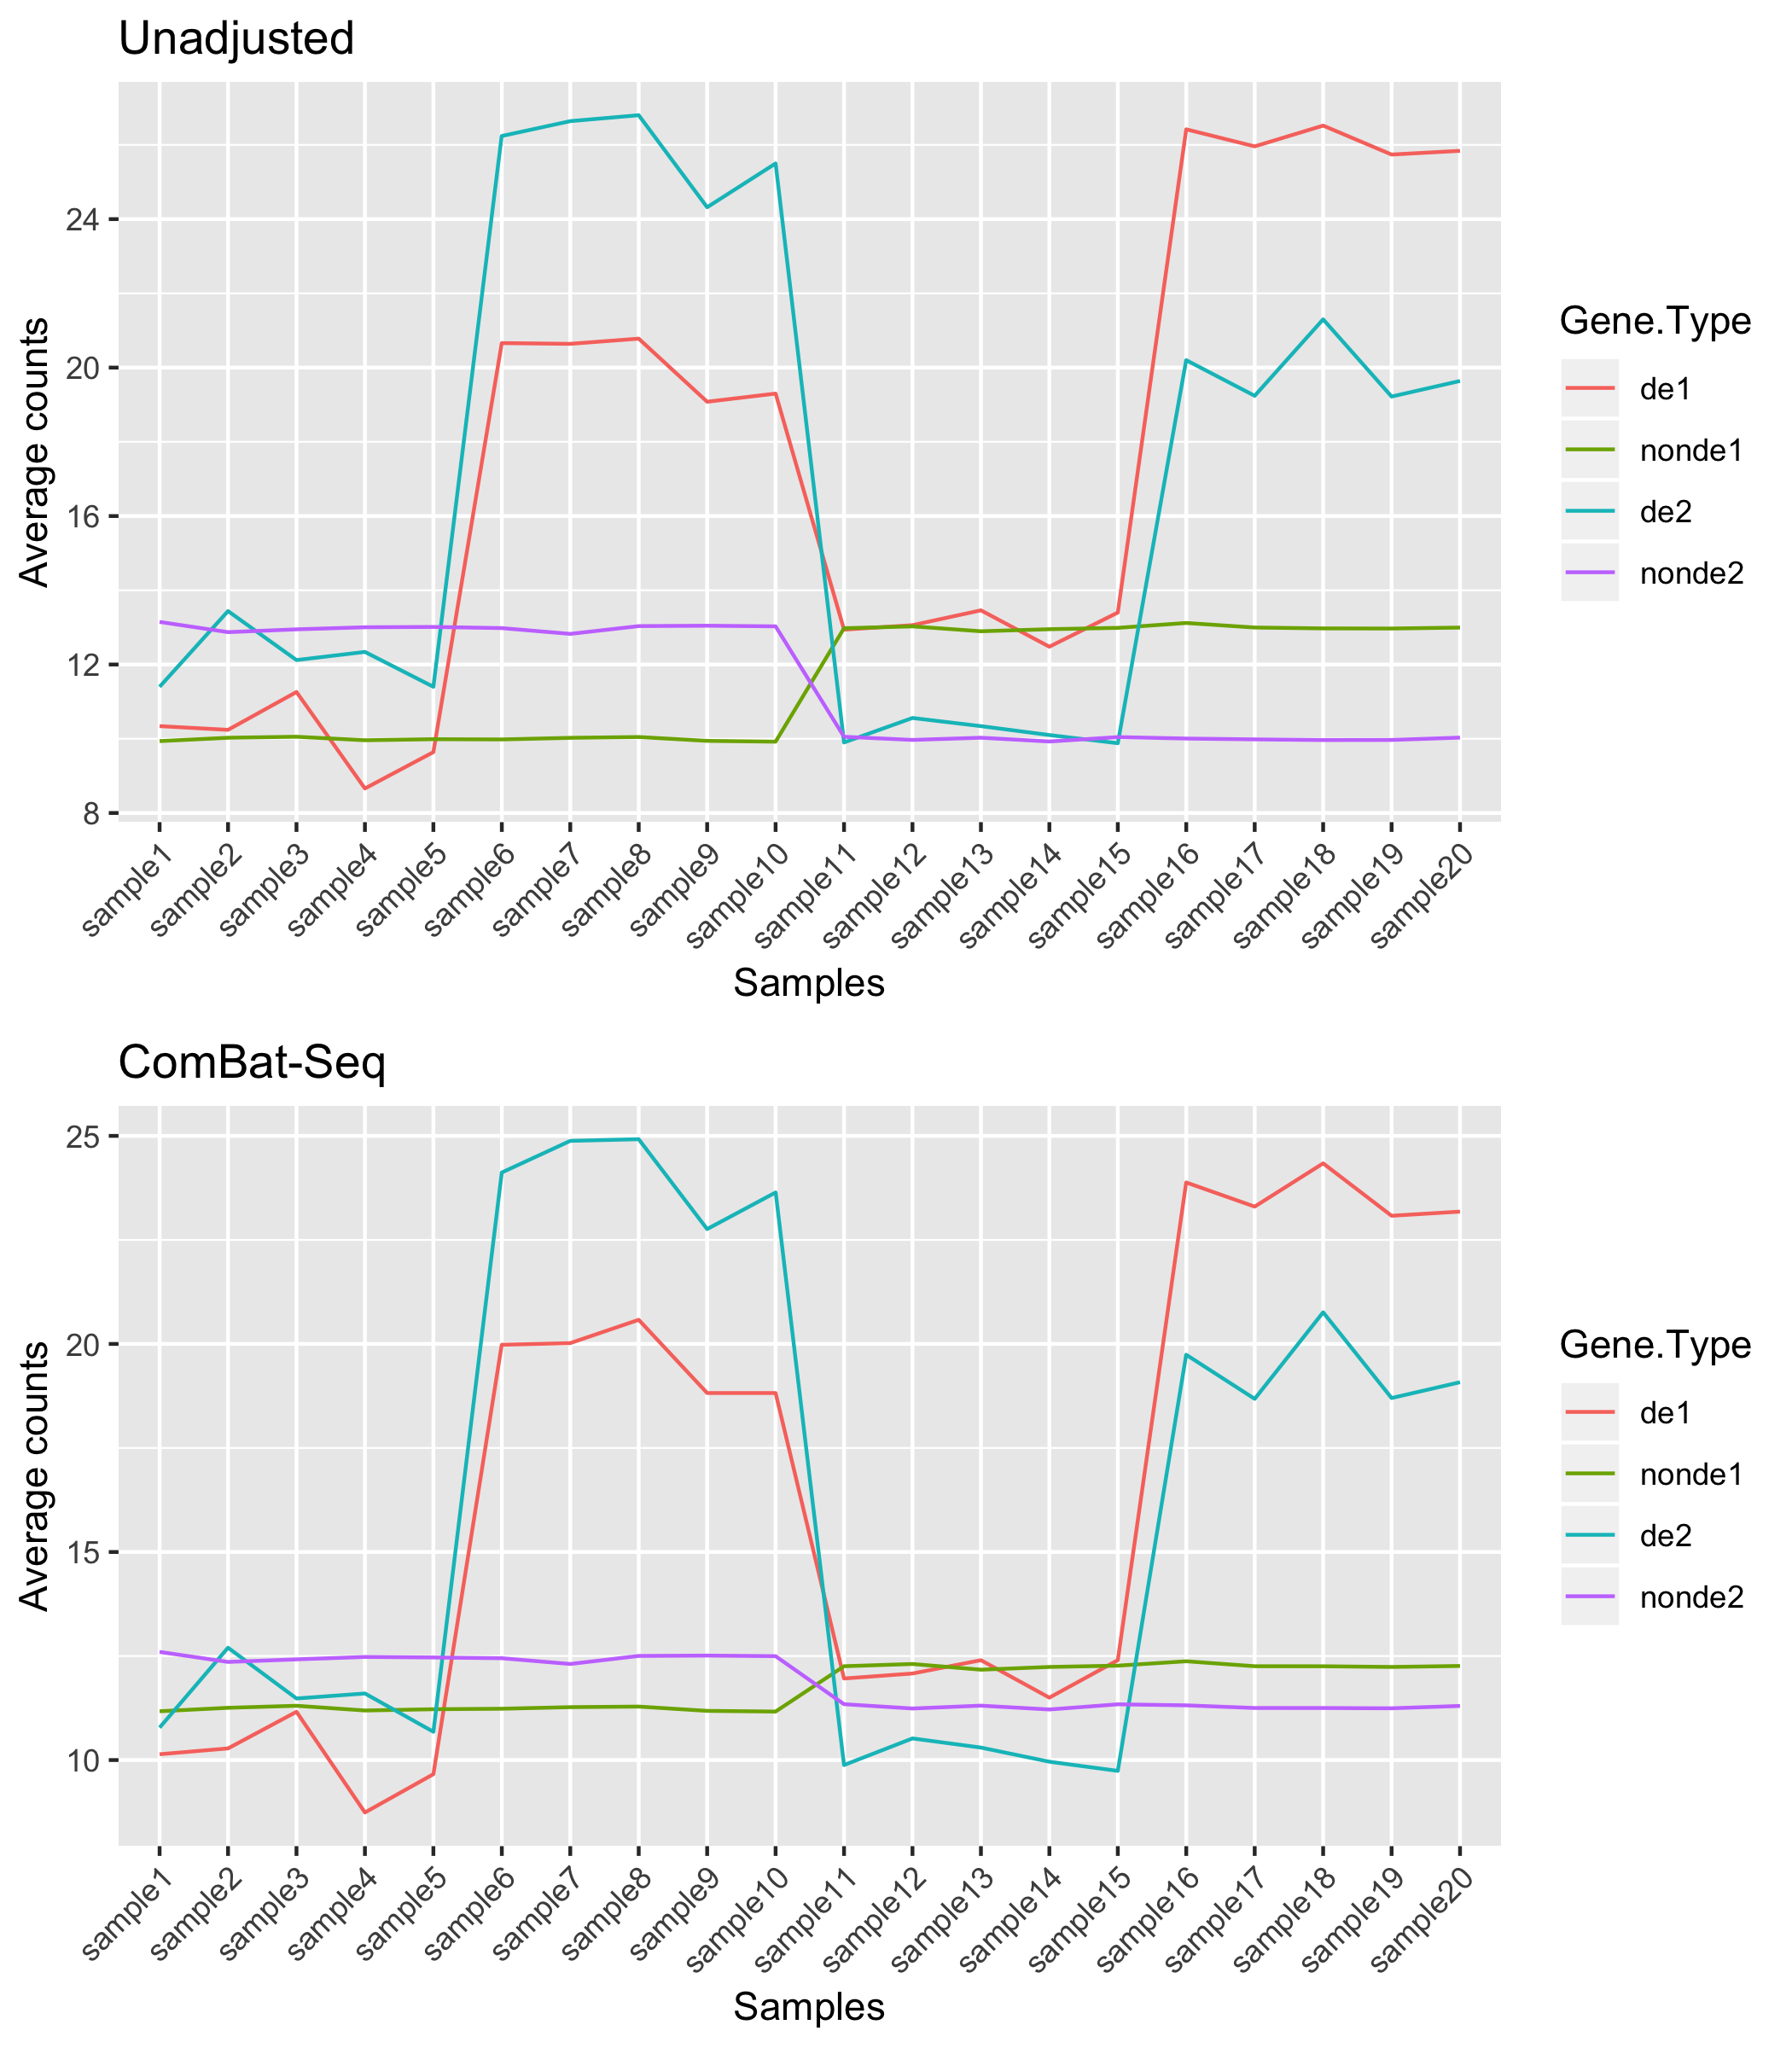 Unadjusted
24
20
16
12
8
Average counts
sample1
sample2
sample3
sample4
sample5
sample6
sample7
sample8
sample9
sample10
sample11
sample12
sample13
sample14
sample15
sample16
sample17
sample18
sample19
sample20
Samples
Gene.Type
de1
nonde1
de2
nonde2
ComBat-Seq
25
20
15
10
Average counts
sample1
sample2
sample3
sample4
sample5
sample6
sample7
sample8
sample9
sample10
sample11
sample12
sample13
sample14
sample15
sample16
sample17
sample18
sample19
sample20
Samples
Gene.Type
de1
nonde1
de2
nonde2